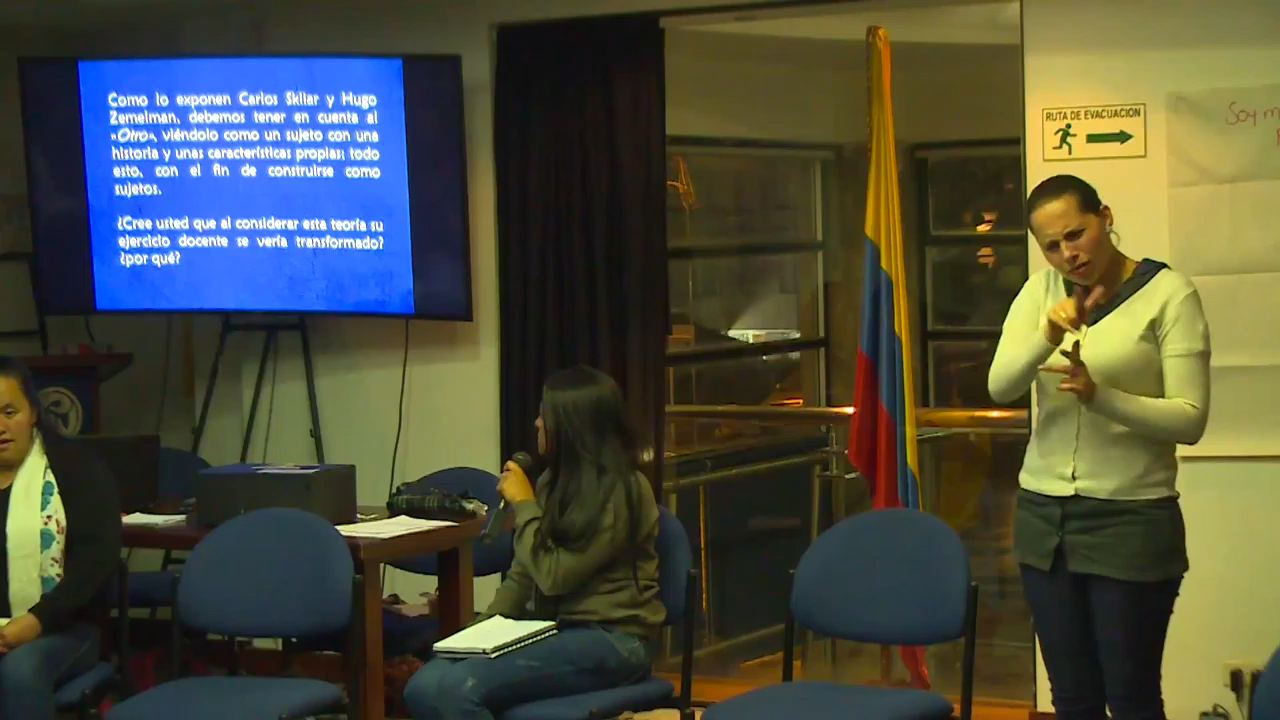 Como lo exponen Carlos Skliar y Hugo
Zemelman, debemos tener en cuenta al
«Otro», viéndolo como un sujeto con una
historia y unas características propias; todo
esto, con el fin de construirse como
sujetos.
¿Cree usted que al considerar esta teoría su
ejercicio docente se vería transformado?
¿por qué?
RUTA DE EVACUACION
Soy